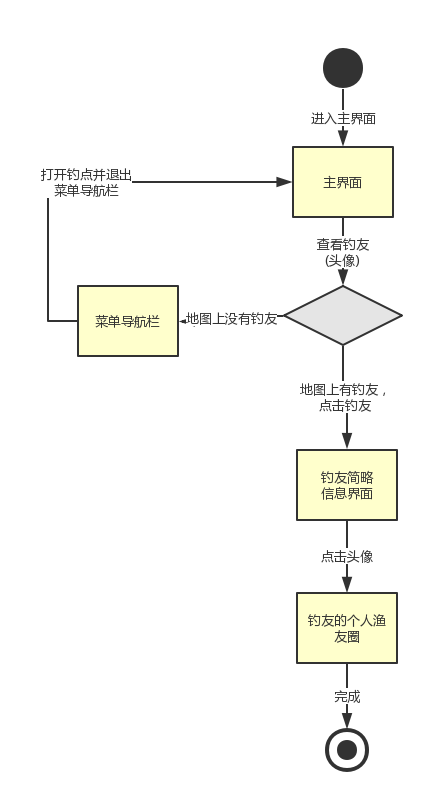 进入主界面
打开钓点并退出
菜单导航栏
主界面
查看钓友
(头像)
菜单导航栏
地图上没有钓友
地图上有钓友，
点击钓友
钓友简略
信息界面
点击头像
钓友的个人渔
友圈
完成